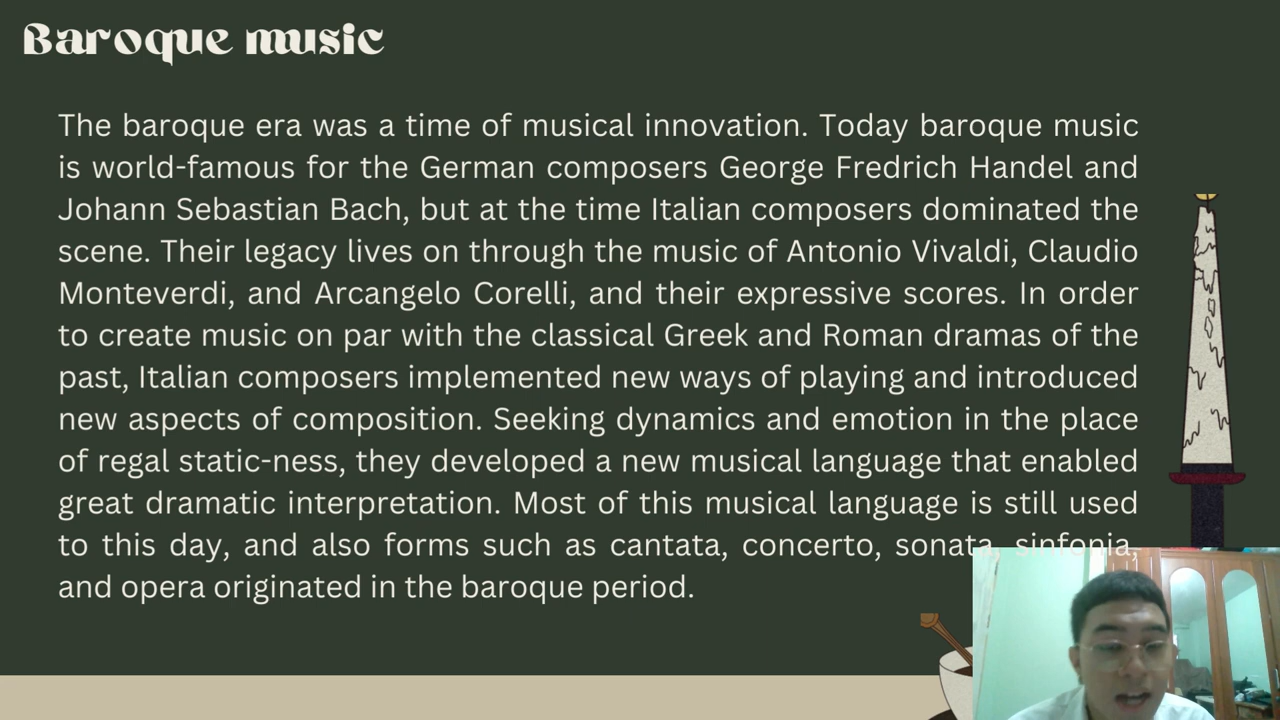 Baroque music
The baroque era was a time of musical innovation. Today baroque music
is world-famous for the German composers George Fredrich Handel and
Johann Sebastian Bach, but at the time Italian composers dominated the
scene. Their legacy lives on through the music of Antonio Vivaldi, Claudio
Monteverdi, and Arcangelo Corelli, and their expressive scores. In order
to create music on par with the classical Greek and Roman dramas of the
past, Italian composers implemented new ways of playing and introduced
new aspects of composition. Seeking dynamics and emotion in the place
of regal static-ness, they developed a new musical language that enabled
great dramatic interpretation. Most of this musical language is still used
to this day, and also forms such as cantata, concerto, sonata, sinfonia,
and opera originated in the baroque period.